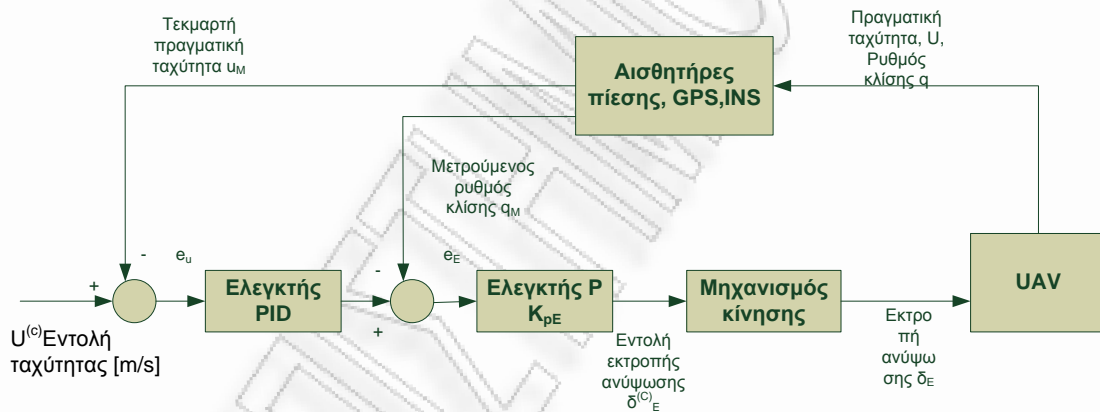 Τεκμαρτή
πραγματική
ταχύτητα uM
Αισθητήρες
πίεσης, GPS,INS
Πραγματική
ταχύτητα, U,
Ρυθμός
κλίσης q
Μετρούμενος
ρυθμός
κλίσης qM
-
eu
+
-
eE
+
Ελεγκτής
PID
Ελεγκτής P
KpE
Μηχανισμός
κίνησης
UAV
U(c)Εντολή
ταχύτητας [m/s]
Εντολή
εκτροπής
ανύψωσης
δ(C)E
Εκτρο
πή
ανύψω
σης δE